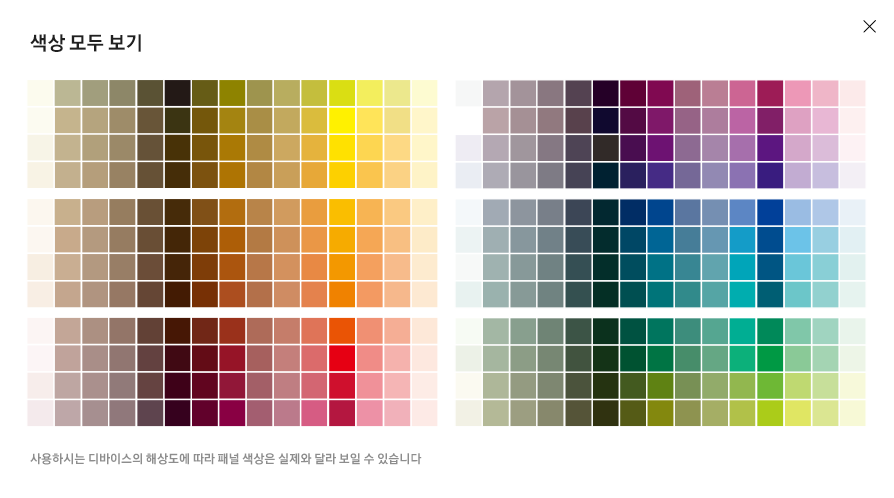 색상 모두 보기
사용하시는 디바이스의 해상도에 따라 패널 색상은 실제와 달라 보일 수 있습니다